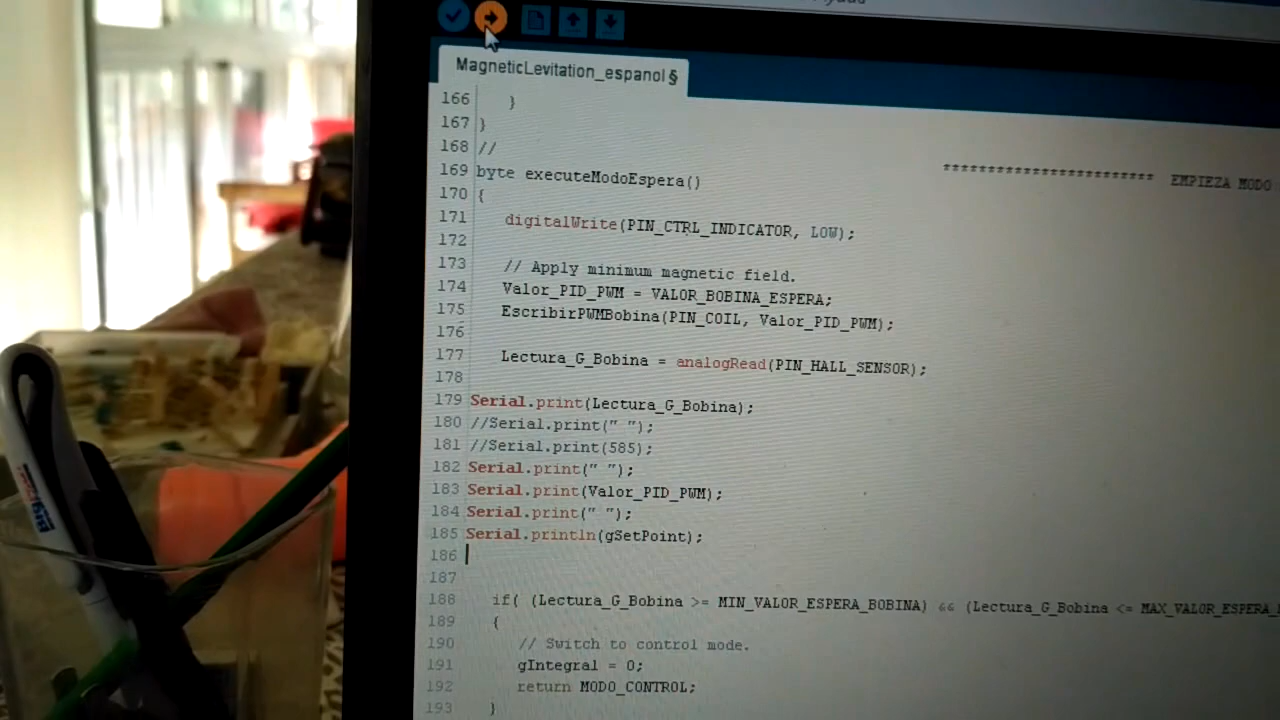 MagneticLevitation_espanol §
166 }
167 }
168 //
************************ EMPIEZA MODO
169 byte executeModoEspera()
170 {
171 digitalWrite(PIN_CTRL_INDICATOR, LOW);
172
173 // Apply minimum magnetic field.
174 Valor_PID_PWM = VALOR_BOBINA_ESPERA;
175 EscribirPWMBobina(PIN_COIL, Valor_PID_PWM);
176
177 Lectura_G_Bobina = analogRead(PIN_HALL_SENSOR);
178
179 Serial.print(Lectura_G_Bobina);
180 //Serial.print(" ");
181 //Serial.print(585);
182 Serial.print(" ");
183 Serial.print(Valor_PID_PWM);
184 Serial.print(" ");
185 Serial.println(gSetPoint);
186
187
188 if( (Lectura_G_Bobina >= MIN_VALOR_ESPERA_BOBINA) && (Lectura_G_Bobina <= MAX_VALOR_ESPERA_
189 {
190 // Switch to control mode.
191 gIntegral = 0;
192 return MODO_CONTROL;
193 }